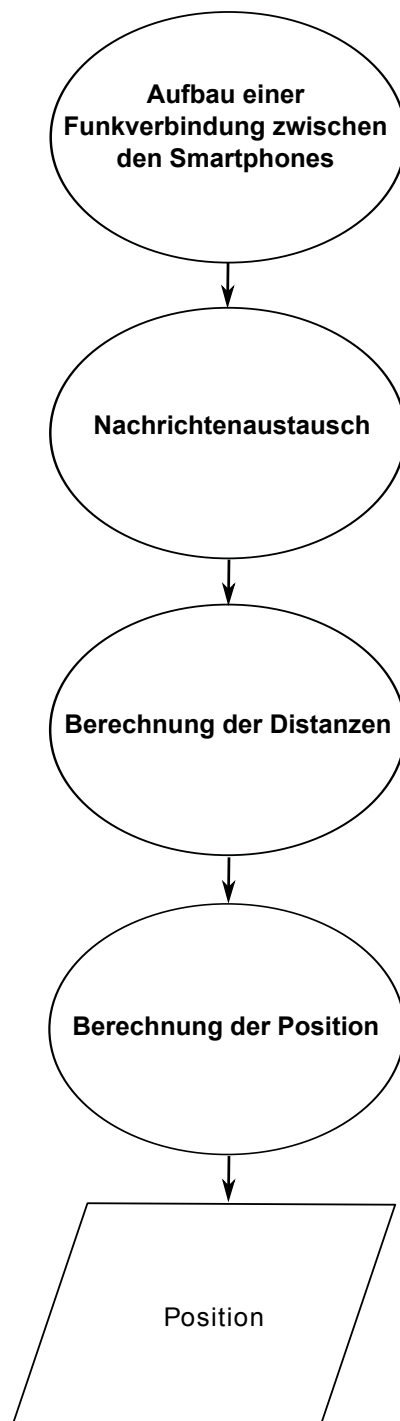 Aufbau einer
Funkverbindung zwischen
den Smartphones
Nachrichtenaustausch
Berechnung der Distanzen
Berechnung der Position
Position